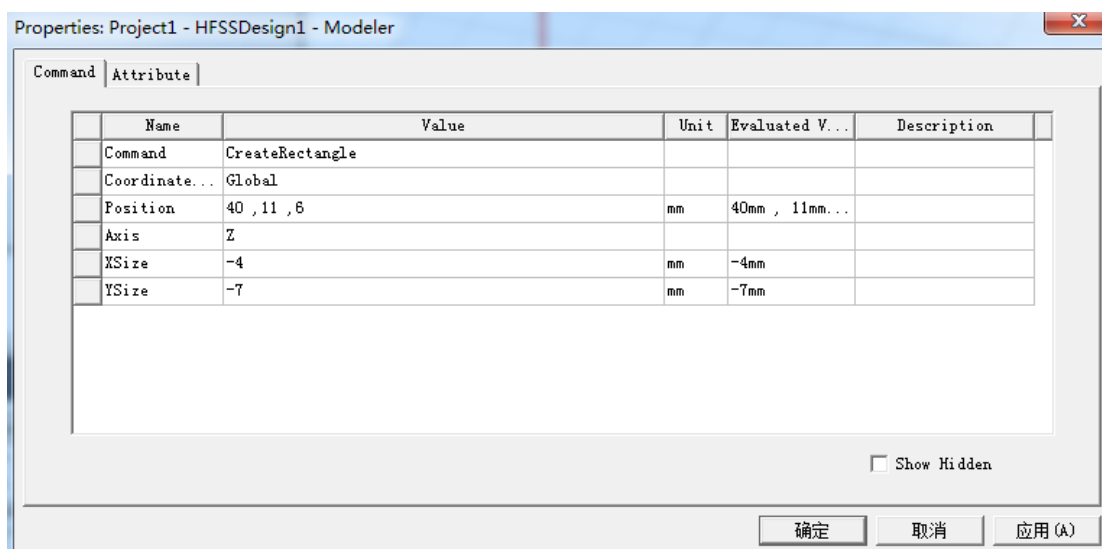 Properties: Project1 - HFSSDesign1 - Modeler
Command Attribute
Name Value Unit Evaluated V... Description
Command CreateRectangle
Coordinate... Global
Position 40 ,11 ,6 mm 40mm , 11mm...
Axis Z
XSize -4 mm -4mm
YSize -7 mm -7mm
Show Hidden
确定 取消 应用(A)